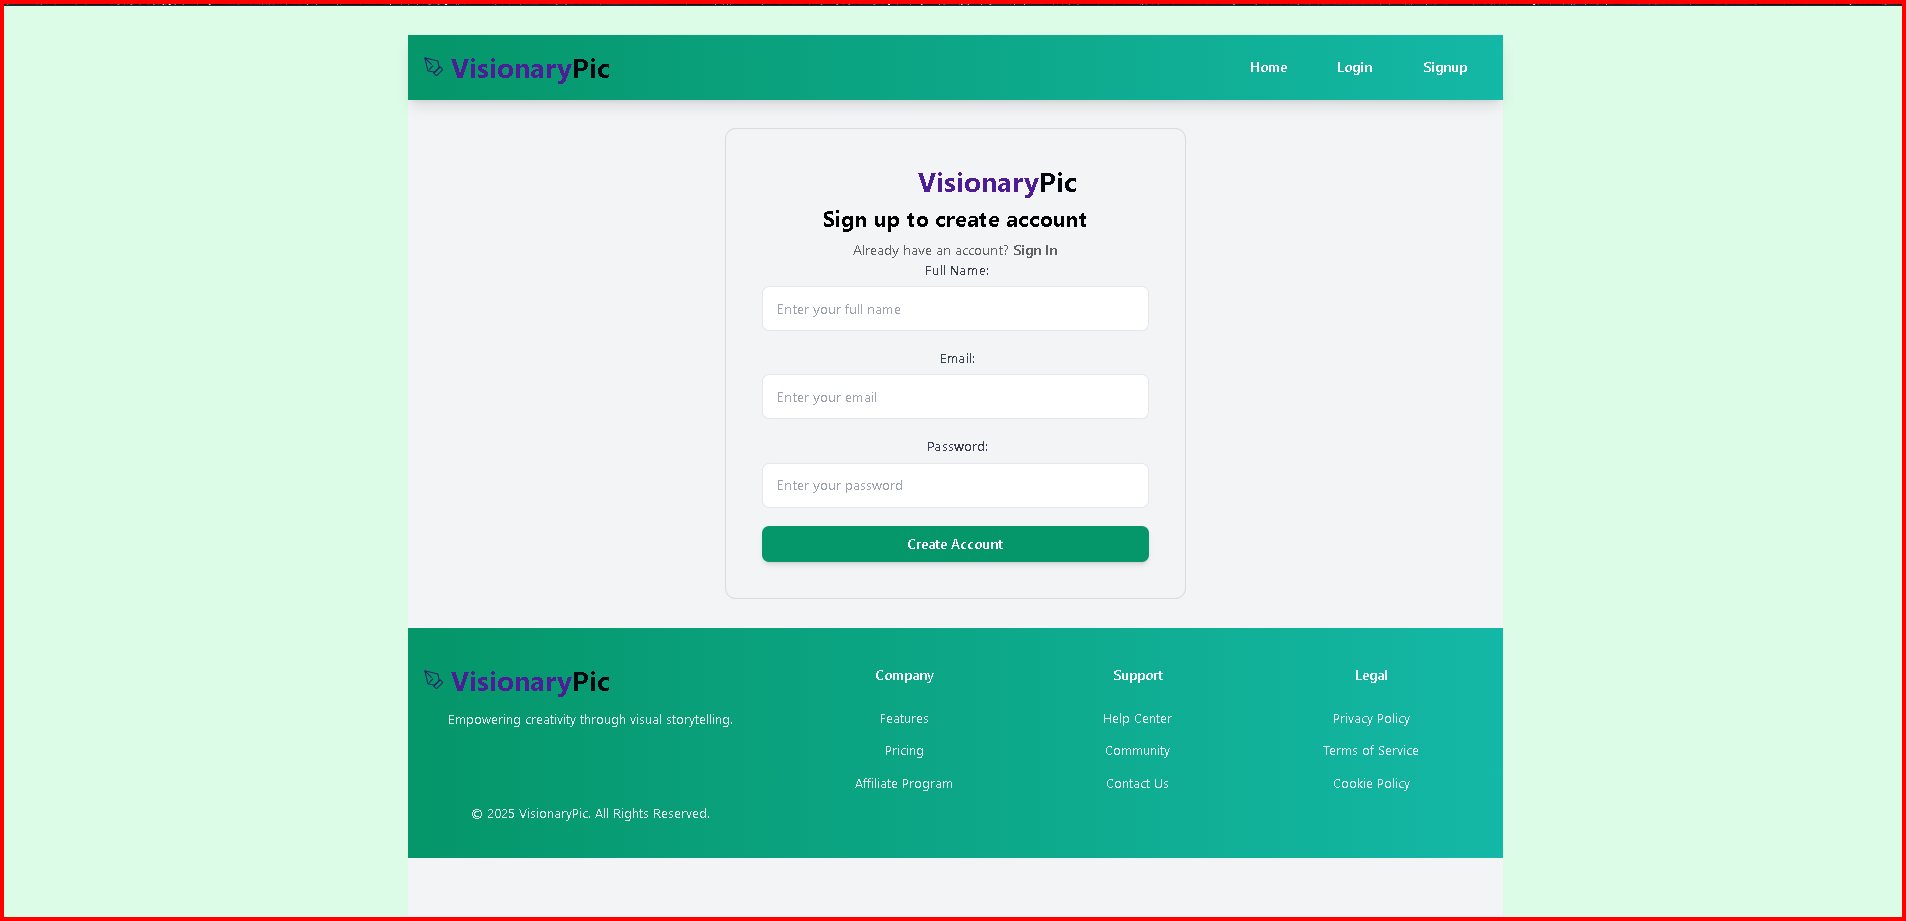 VisionaryPic
Home Login Signup
VisionaryPic
Sign up to create account
Already have an account? Sign In
Full Name:
Enter your full name
Email:
Enter your email
Password:
Enter your password
Create Account
VisionaryPic
Empowering creativity through visual storytelling.
© 2025 VisionaryPic. All Rights Reserved.
Company
Features
Pricing
Affiliate Program
Support
Help Center
Community
Contact Us
Legal
Privacy Policy
Terms of Service
Cookie Policy